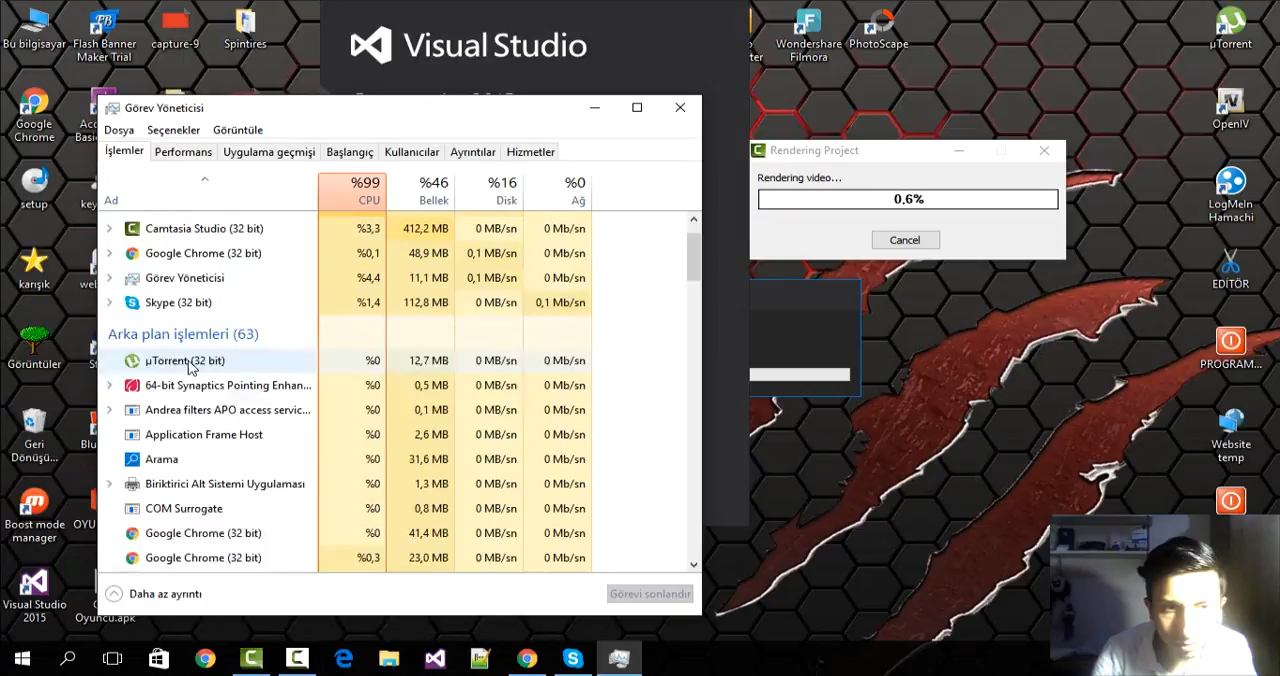 Bu bilgisayar
Flash Banner
Maker Trial
capture-9
Spintires
Visual Studio
Wondershare
Filmora
PhotoScape
µTorrent
Google
Chrome
setup
karışık
Görüntüler
Geri
Dönüşü...
Boost mode
manager
Visual Studio
2015
Oyuncu.apk
Görev Yöneticisi
Dosya Seçenekler Görüntüle
İşlemler Performans Uygulama geçmişi Başlangıç Kullanıcılar Ayrıntılar Hizmetler
%99 %46 %16 %0
Ad CPU Bellek Disk Ağ
Camtasia Studio (32 bit) %3,3 412,2 MB 0 MB/sn 0 Mb/sn
Google Chrome (32 bit) %0,1 48,9 MB 0,1 MB/sn 0 Mb/sn
Görev Yöneticisi %4,4 11,1 MB 0,1 MB/sn 0 Mb/sn
Skype (32 bit) %1,4 112,8 MB 0 MB/sn 0,1 Mb/sn
Arka plan işlemleri (63)
µTorrent (32 bit) %0 12,7 MB 0 MB/sn 0 Mb/sn
64-bit Synaptics Pointing Enhan... %0 0,5 MB 0 MB/sn 0 Mb/sn
Andrea filters APO access servic... %0 0,1 MB 0 MB/sn 0 Mb/sn
Application Frame Host %0 2,6 MB 0 MB/sn 0 Mb/sn
Arama %0 31,6 MB 0 MB/sn 0 Mb/sn
Biriktirici Alt Sistemi Uygulaması %0 1,3 MB 0 MB/sn 0 Mb/sn
COM Surrogate %0 0,8 MB 0 MB/sn 0 Mb/sn
Google Chrome (32 bit) %0 41,4 MB 0 MB/sn 0 Mb/sn
Google Chrome (32 bit) %0,3 23,0 MB 0 MB/sn 0 Mb/sn
Daha az ayrıntı
Görevi sonlandır
Rendering Project
Rendering video...
0,6%
Cancel
OpenIV
LogMeIn
Hamachi
EDİTÖR
PROGRAM...
Website
temp